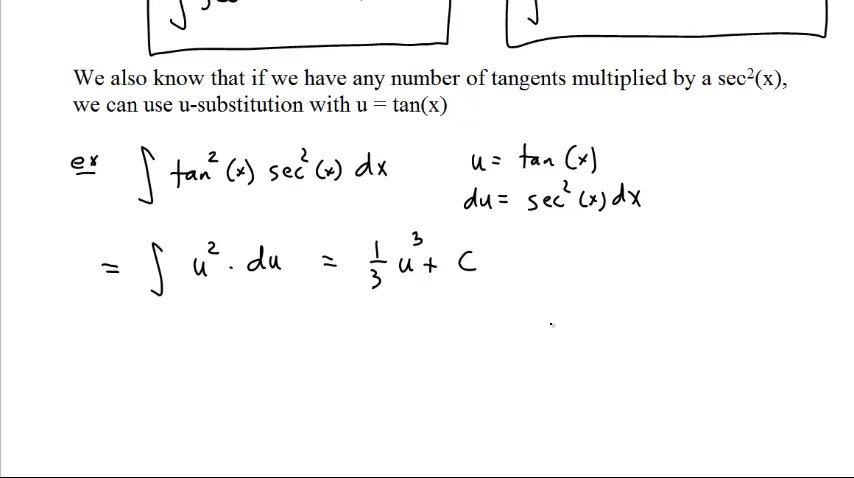 We also know that if we have any number of tangents multiplied by a sec²(x),
we can use u-substitution with u = tan(x)
ex ∫ tan²(x) sec²(x) dx u = tan(x)
du = sec²(x) dx
= ∫ u² · du = 1/3 u³ + C